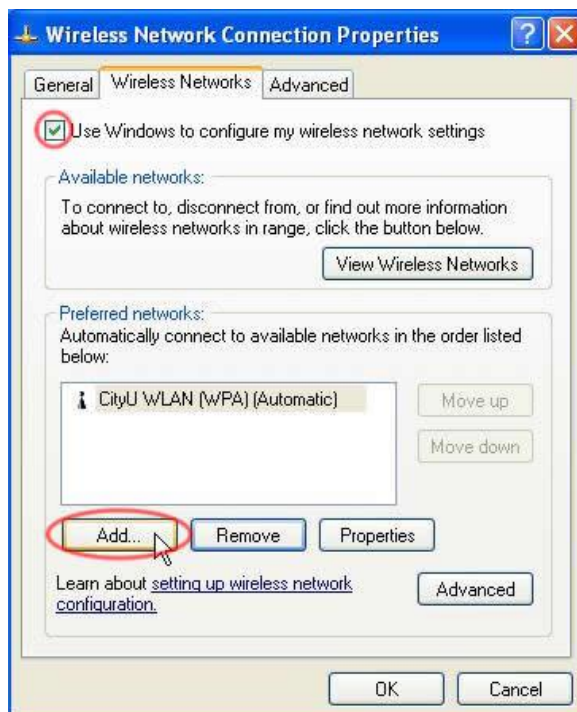 Wireless Network Connection Properties
General Wireless Networks Advanced
Use Windows to configure my wireless network settings
Available networks:
To connect to, disconnect from, or find out more information
about wireless networks in range, click the button below.
View Wireless Networks
Preferred networks:
Automatically connect to available networks in the order listed
below:
CityU WLAN (WPA) (Automatic)
Move up
Move down
Add... Remove Properties
Learn about setting up wireless network
configuration.
Advanced
OK Cancel